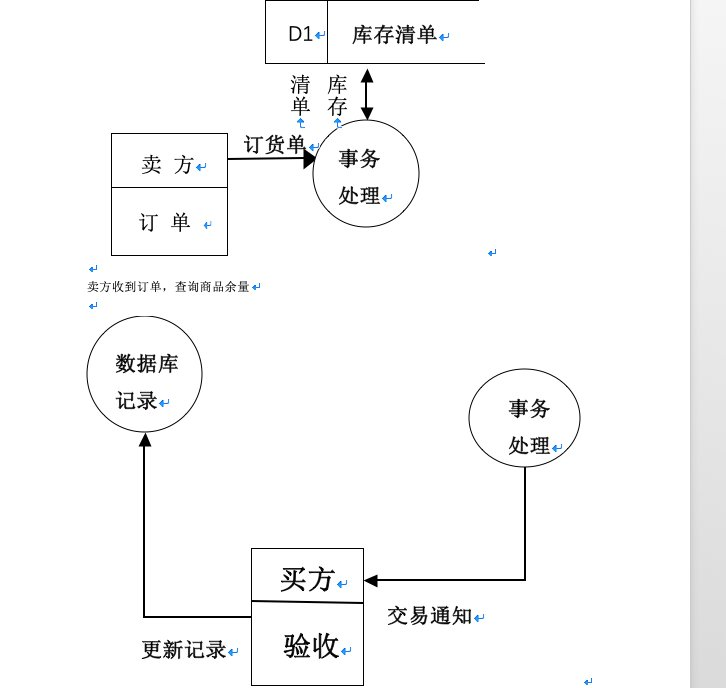 D1 库存清单
清单 库存
订货单
事务
处理
卖 方
订 单
卖方收到订单，查询商品余量
数据库
记录
事务
处理
买方
交易通知
验收
更新记录